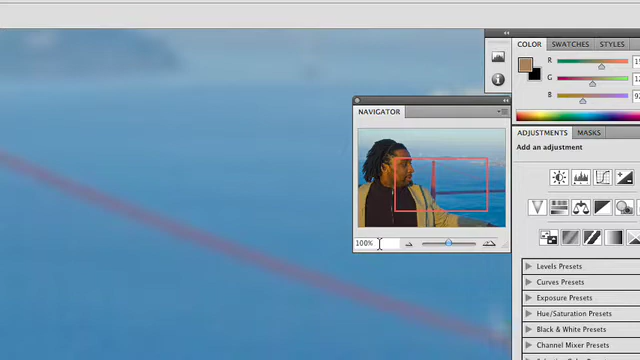 COLOR SWATCHES STYLES
R
G
B
NAVIGATOR
100%
ADJUSTMENTS MASKS
Add an adjustment
Levels Presets
Curves Presets
Exposure Presets
Hue/Saturation Presets
Black & White Presets
Channel Mixer Presets